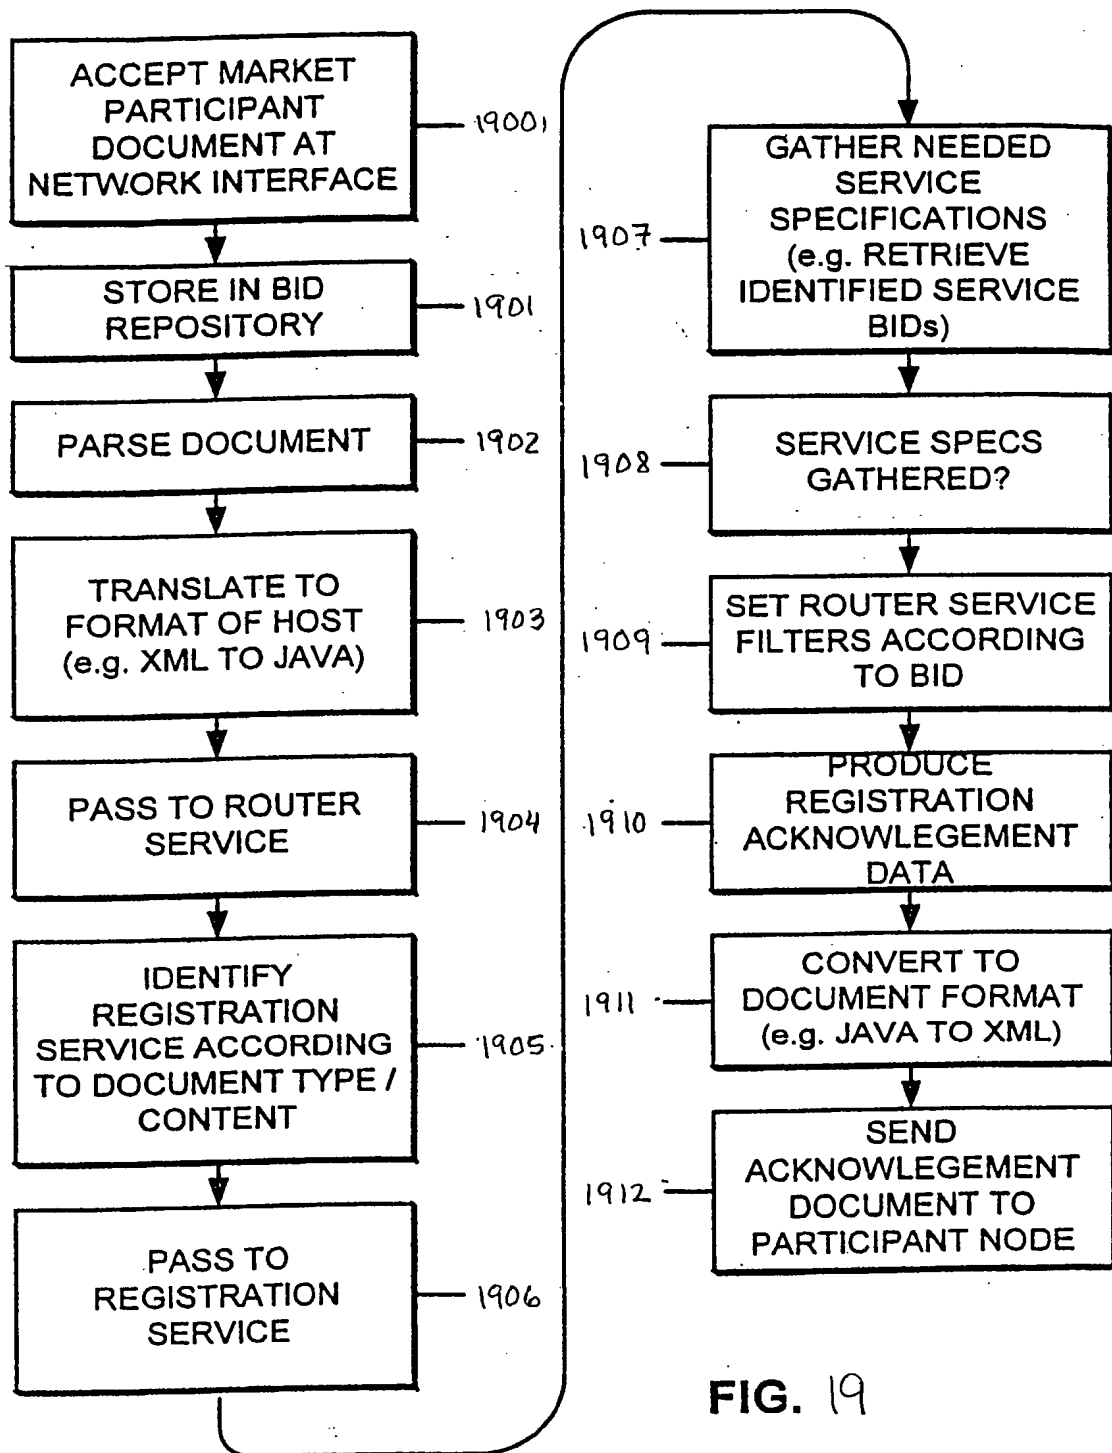 ACCEPT MARKET
PARTICIPANT
DOCUMENT AT
NETWORK INTERFACE
19001
STORE IN BID
REPOSITORY
1901
PARSE DOCUMENT
1902
TRANSLATE TO
FORMAT OF HOST
(e.g. XML TO JAVA)
1903
PASS TO ROUTER
SERVICE
1904
IDENTIFY
REGISTRATION
SERVICE ACCORDING
TO DOCUMENT TYPE /
CONTENT
1905
PASS TO
REGISTRATION
SERVICE
1906
GATHER NEEDED
SERVICE
SPECIFICATIONS
(e.g. RETRIEVE
IDENTIFIED SERVICE
BIDs)
1907
SERVICE SPECS
GATHERED?
1908
SET ROUTER SERVICE
FILTERS ACCORDING
TO BID
1909
PRODUCE
REGISTRATION
ACKNOWLEGEMENT
DATA
1910
CONVERT TO
DOCUMENT FORMAT
(e.g. JAVA TO XML)
1911
SEND
ACKNOWLEGEMENT
DOCUMENT TO
PARTICIPANT NODE
1912
FIG. 19